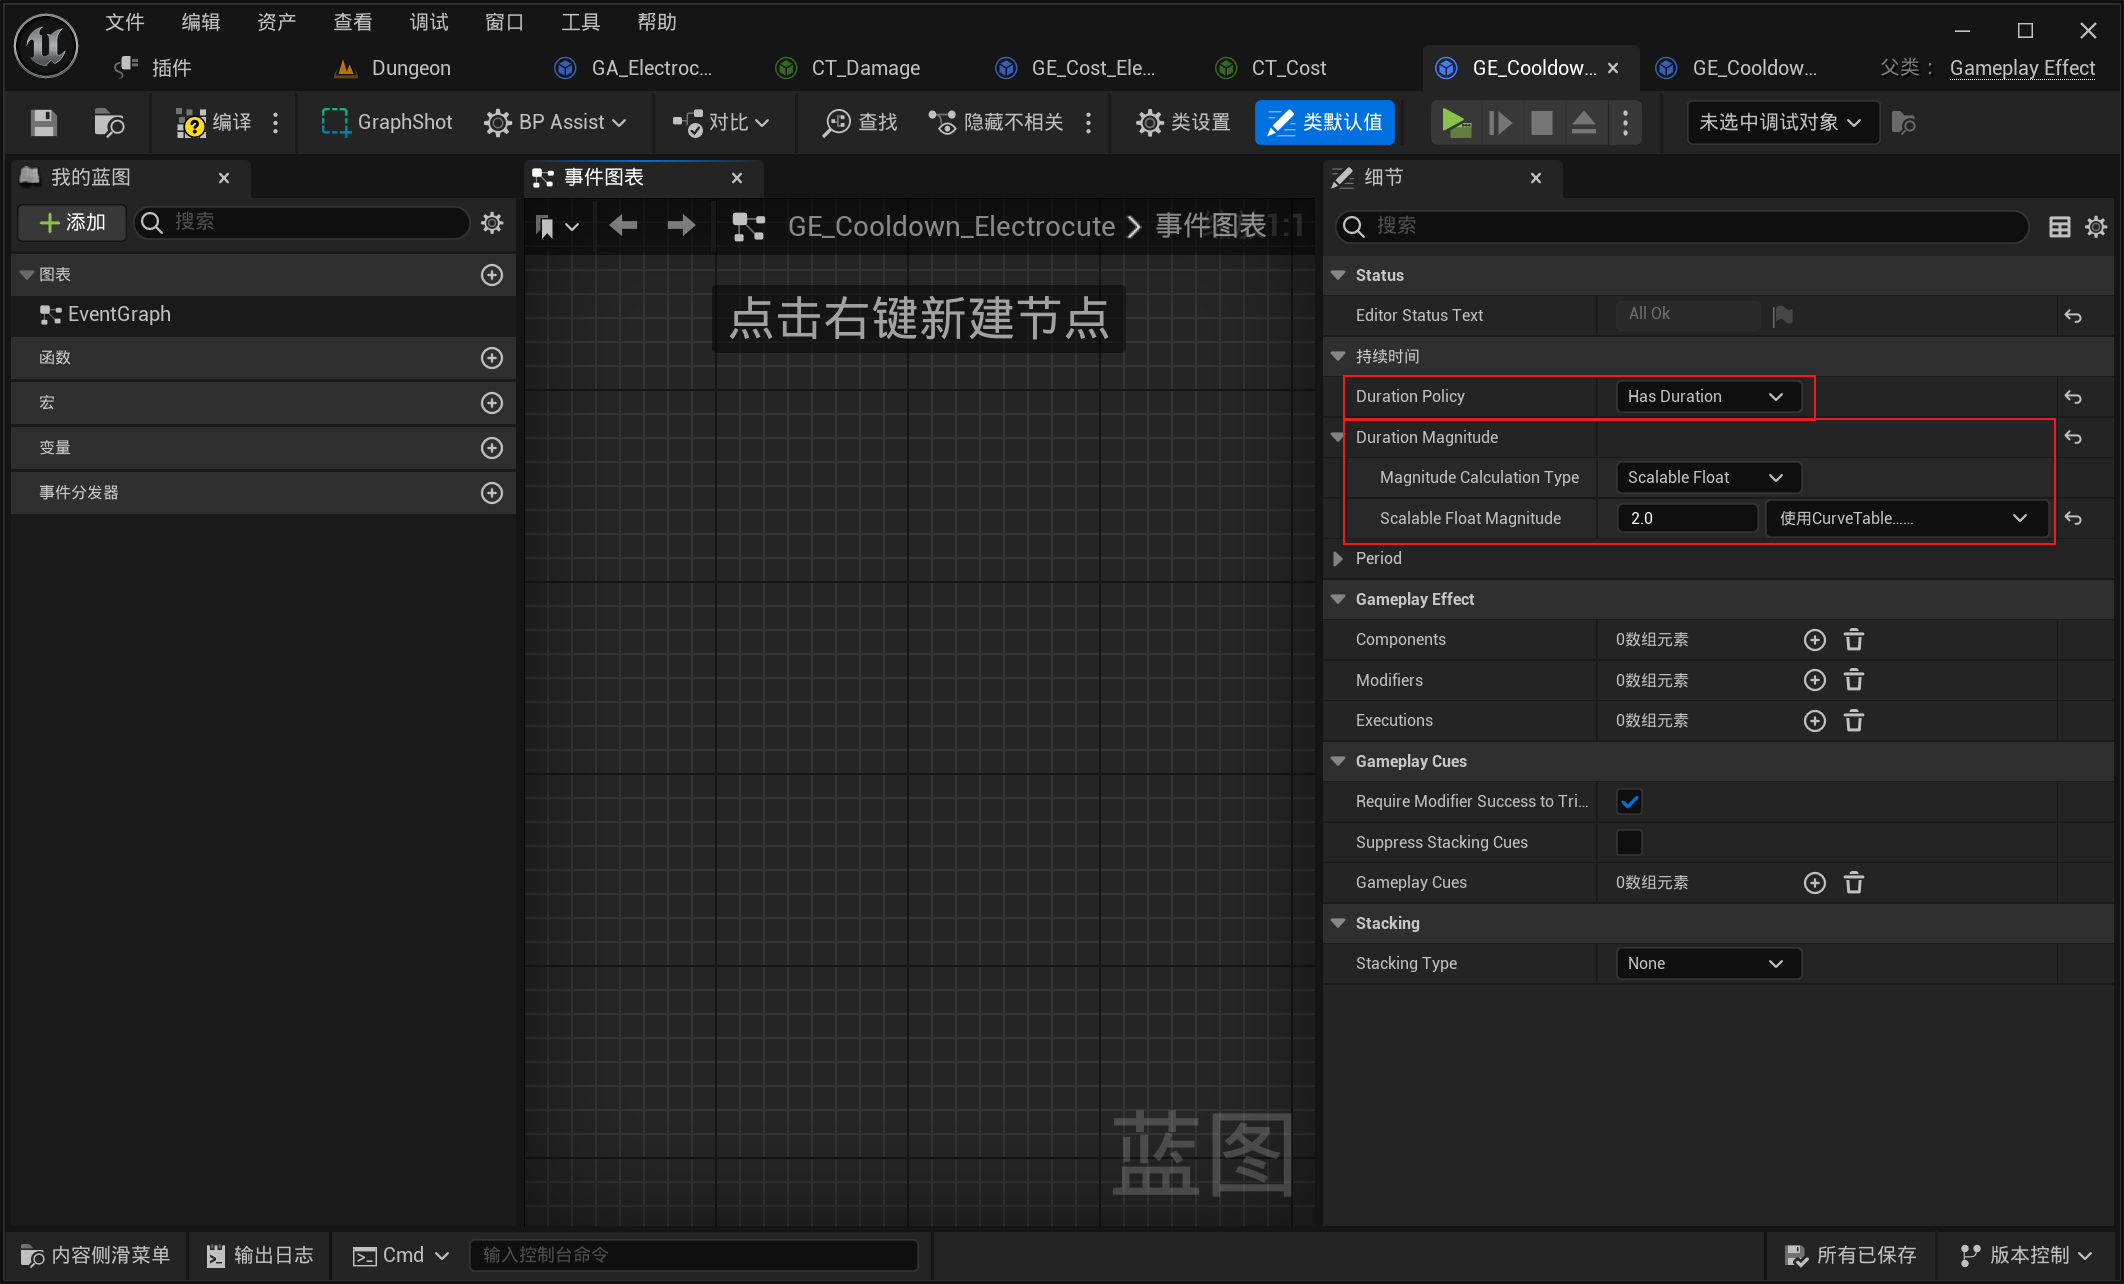 文件 编辑 资产 查看 调试 窗口 工具 帮助
插件 Dungeon GA_Electroc... CT_Damage GE_Cost_Ele... CT_Cost GE_Cooldow... GE_Cooldow... 父类： Gameplay Effect
编译 GraphShot BP Assist 对比 查找 隐藏不相关 类设置 类默认值 未选中调试对象
我的蓝图
添加 搜索
图表
EventGraph
函数
宏
变量
事件分发器
事件图表
GE_Cooldown_Electrocute 事件图表
点击右键新建节点
蓝图
细节
搜索
Status
Editor Status Text All Ok
持续时间
Duration Policy Has Duration
Duration Magnitude
Magnitude Calculation Type Scalable Float
Scalable Float Magnitude 2.0 使用CurveTable......
Period
Gameplay Effect
Components 0数组元素
Modifiers 0数组元素
Executions 0数组元素
Gameplay Cues
Require Modifier Success to Tri...
Suppress Stacking Cues
Gameplay Cues 0数组元素
Stacking
Stacking Type None
内容侧滑菜单 输出日志 Cmd 输入控制台命令 所有已保存 版本控制